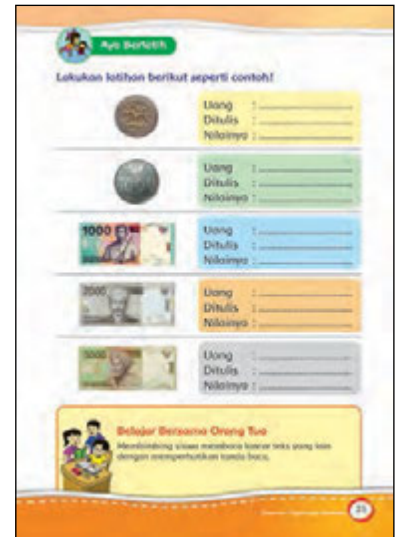 Ayo Berlatih
Lakukan latihan berikut seperti contoh!
Uang : 
Ditulis : 
Nilainya : 
Uang : 
Ditulis : 
Nilainya : 
1000
Uang : 
Ditulis : 
Nilainya : 
2000
Uang : 
Ditulis : 
Nilainya : 
5000
Uang : 
Ditulis : 
Nilainya : 
Belajar Bersama Orang Tua
Membimbing siswa membaca lancar teks yang lain
dengan memperhatikan tanda baca.